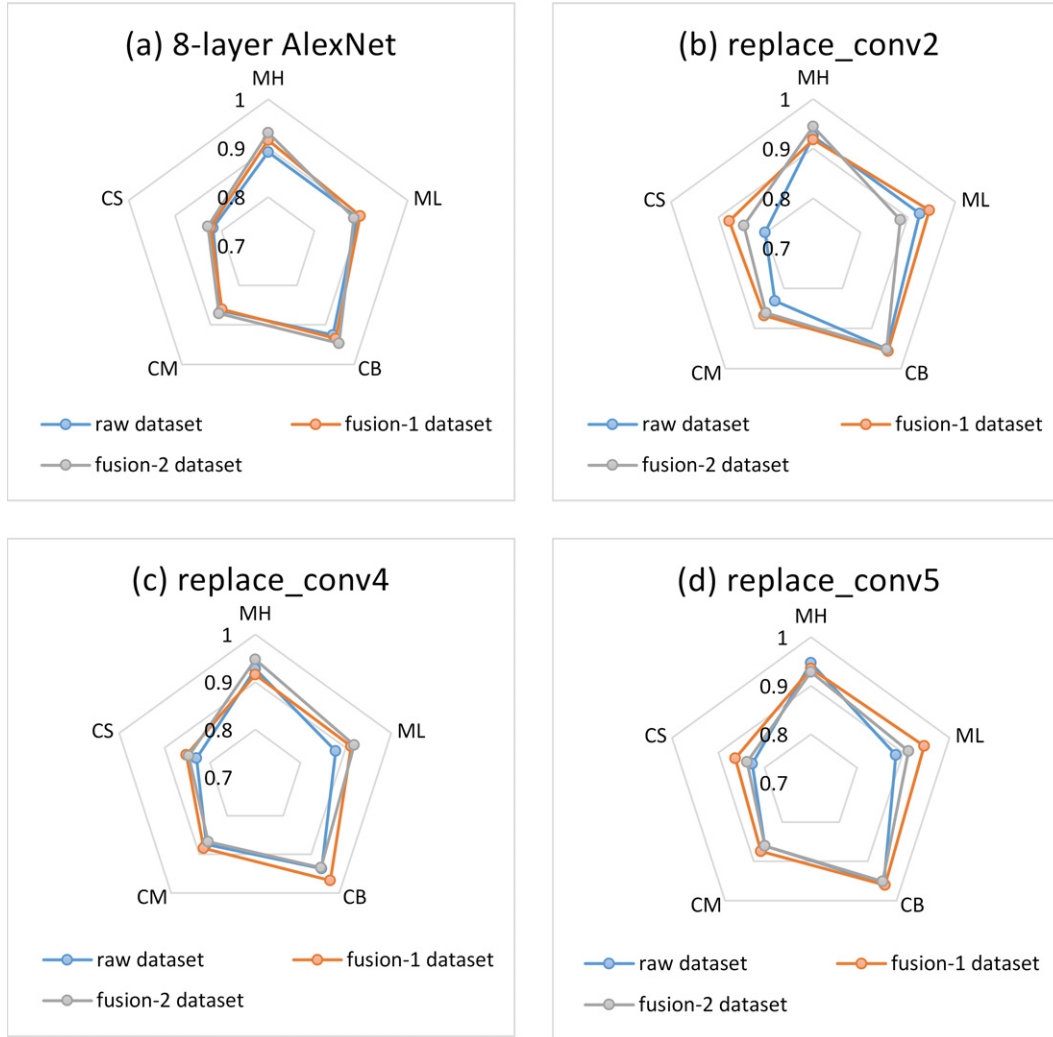 (a) 8-layer AlexNet
MH
1
0.9
0.8
0.7
CS
ML
CM
CB
raw dataset
fusion-1 dataset
fusion-2 dataset
(b) replace_conv2
MH
1
0.9
0.8
0.7
CS
ML
CM
CB
raw dataset
fusion-1 dataset
fusion-2 dataset
(c) replace_conv4
MH
1
0.9
0.8
0.7
CS
ML
CM
CB
raw dataset
fusion-1 dataset
fusion-2 dataset
(d) replace_conv5
MH
1
0.9
0.8
0.7
CS
ML
CM
CB
raw dataset
fusion-1 dataset
fusion-2 dataset